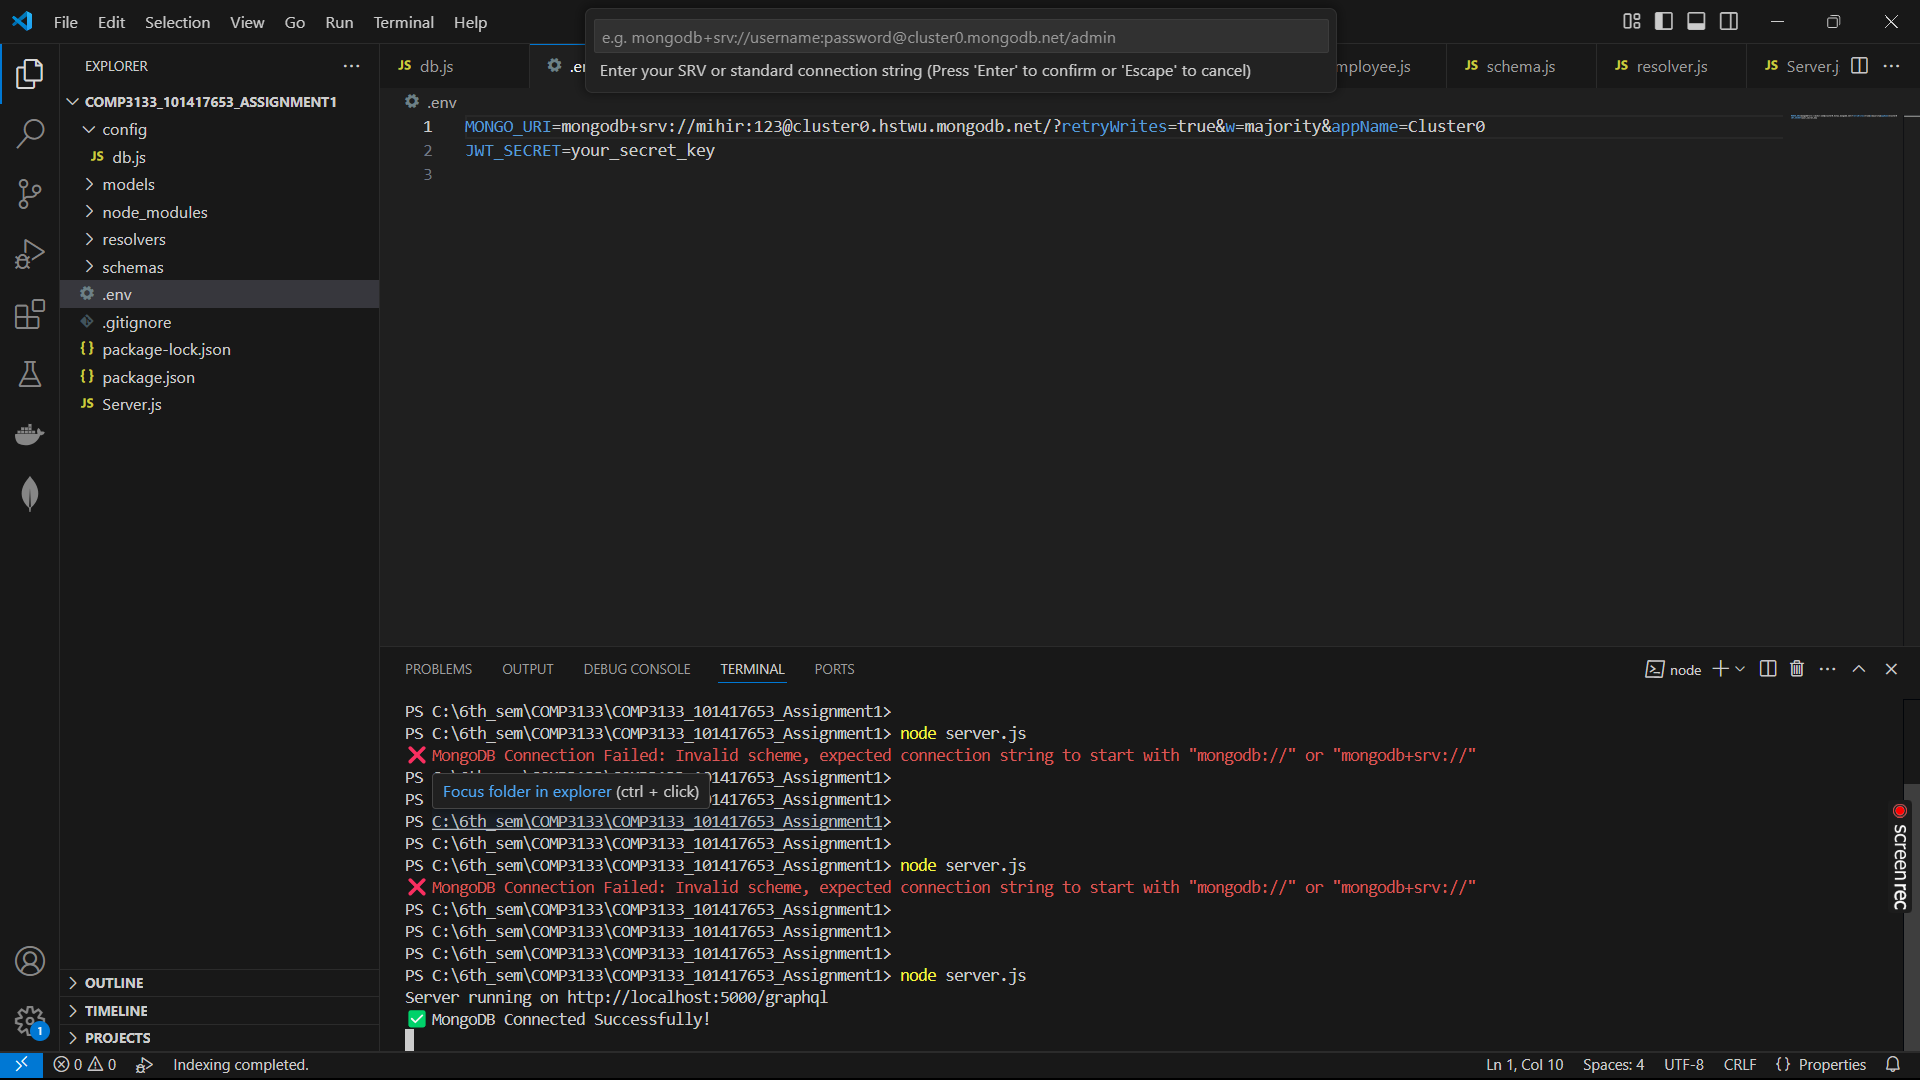 File Edit Selection View Go Run Terminal Help
e.g. mongodb+srv://username:password@cluster0.mongodb.net/admin
Enter your SRV or standard connection string (Press 'Enter' to confirm or 'Escape' to cancel)
EXPLORER
JS db.js
.en
mployee.js
JS schema.js
JS resolver.js
JS Server.j
COMP3133_101417653_ASSIGNMENT1
config
JS db.js
models
node_modules
resolvers
schemas
.env
.gitignore
{} package-lock.json
{} package.json
JS Server.js
OUTLINE
TIMELINE
PROJECTS
.env
1 MONGO_URI=mongodb+srv://mihir:123@cluster0.hstwu.mongodb.net/?retryWrites=true&w=majority&appName=Cluster0
2 JWT_SECRET=your_secret_key
3
PROBLEMS OUTPUT DEBUG CONSOLE TERMINAL PORTS
node
PS C:\6th_sem\COMP3133\COMP3133_101417653_Assignment1>
PS C:\6th_sem\COMP3133\COMP3133_101417653_Assignment1> node server.js
❌ MongoDB Connection Failed: Invalid scheme, expected connection string to start with "mongodb://" or "mongodb+srv://"
PS C:\6th_sem\COMP3133\COMP3133_101417653_Assignment1>
Focus folder in explorer (ctrl + click)
PS 01417653_Assignment1>
PS C:\6th_sem\COMP3133\COMP3133_101417653_Assignment1>
PS C:\6th_sem\COMP3133\COMP3133_101417653_Assignment1>
PS C:\6th_sem\COMP3133\COMP3133_101417653_Assignment1> node server.js
❌ MongoDB Connection Failed: Invalid scheme, expected connection string to start with "mongodb://" or "mongodb+srv://"
PS C:\6th_sem\COMP3133\COMP3133_101417653_Assignment1>
PS C:\6th_sem\COMP3133\COMP3133_101417653_Assignment1>
PS C:\6th_sem\COMP3133\COMP3133_101417653_Assignment1>
PS C:\6th_sem\COMP3133\COMP3133_101417653_Assignment1> node server.js
Server running on http://localhost:5000/graphql
✅ MongoDB Connected Successfully!
screenrec
1
0 0 Indexing completed.
Ln 1, Col 10 Spaces: 4 UTF-8 CRLF {} Properties